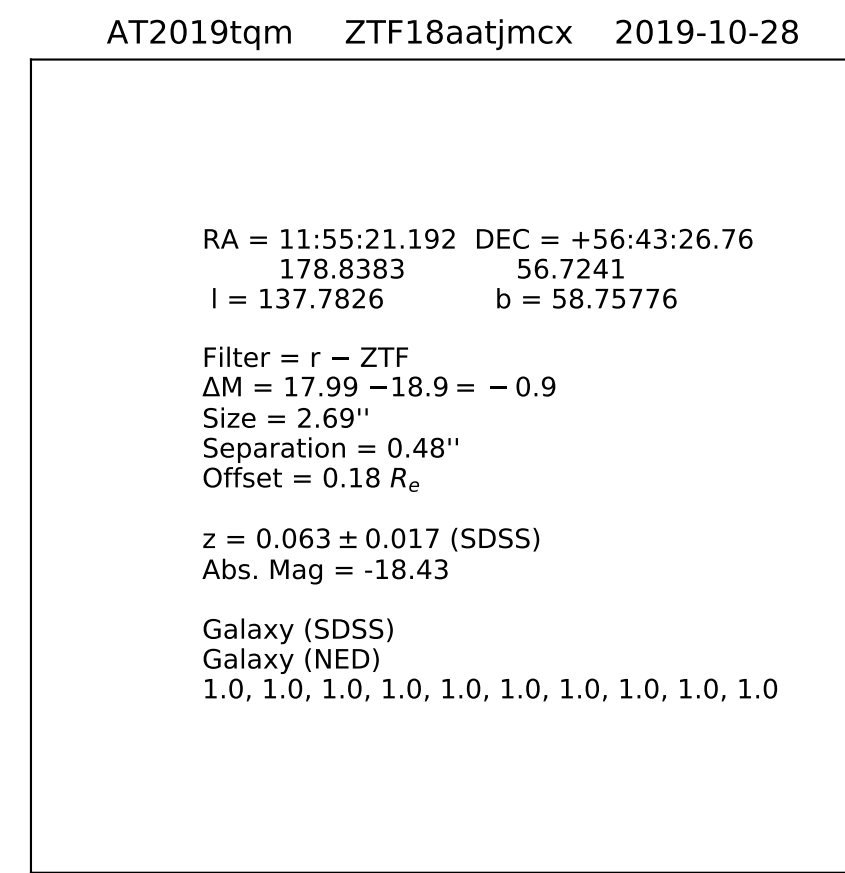 AT2019tqm ZTF18aatjmcx 2019-10-28
RA = 11:55:21.192 DEC = +56:43:26.76
178.8383 56.7241
l = 137.7826 b = 58.75776
Filter = r − ZTF
ΔM = 17.99 −18.9 = − 0.9
Size = 2.69''
Separation = 0.48''
Offset = 0.18 Rₑ
z = 0.063 ± 0.017 (SDSS)
Abs. Mag = -18.43
Galaxy (SDSS)
Galaxy (NED)
1.0, 1.0, 1.0, 1.0, 1.0, 1.0, 1.0, 1.0, 1.0, 1.0